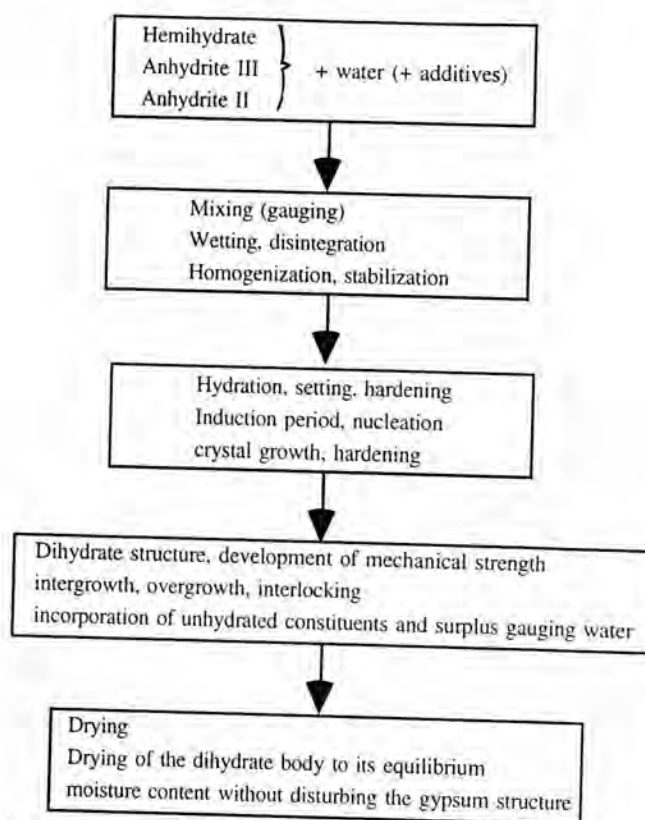 Hemihydrate
Anhydrite III
Anhydrite II
+ water (+ additives)
Mixing (gauging)
Wetting, disintegration
Homogenization, stabilization
Hydration, setting, hardening
Induction period, nucleation
crystal growth, hardening
Dihydrate structure, development of mechanical strength
intergrowth, overgrowth, interlocking
incorporation of unhydrated constituents and surplus gauging water
Drying
Drying of the dihydrate body to its equilibrium
moisture content without disturbing the gypsum structure